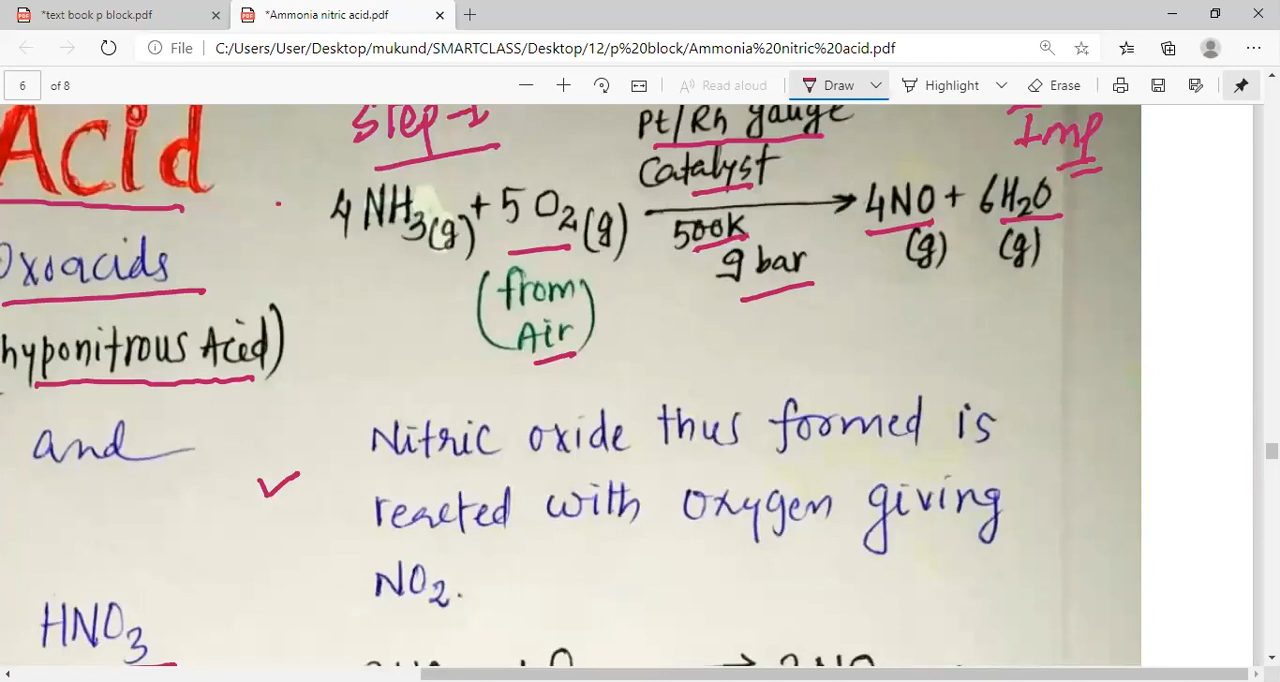 *text book p block.pdf
*Ammonia nitric acid.pdf
File
C:/Users/User/Desktop/mukund/SMARTCLASS/Desktop/12/p%20block/Ammonia%20nitric%20acid.pdf
6 of 8
Read aloud
Draw
Highlight
Erase
Acid
Oxoacids
hyponitrous Acid)
and
HNO3
Step-1
Imp
Pt/Rh gauge
Catalyst
4NH3(g) + 5O2(g) → 4NO + 6H2O
500K
9 bar
(g) (g)
(from
Air)
Nitric oxide thus formed is
reacted with oxygen giving
NO2.